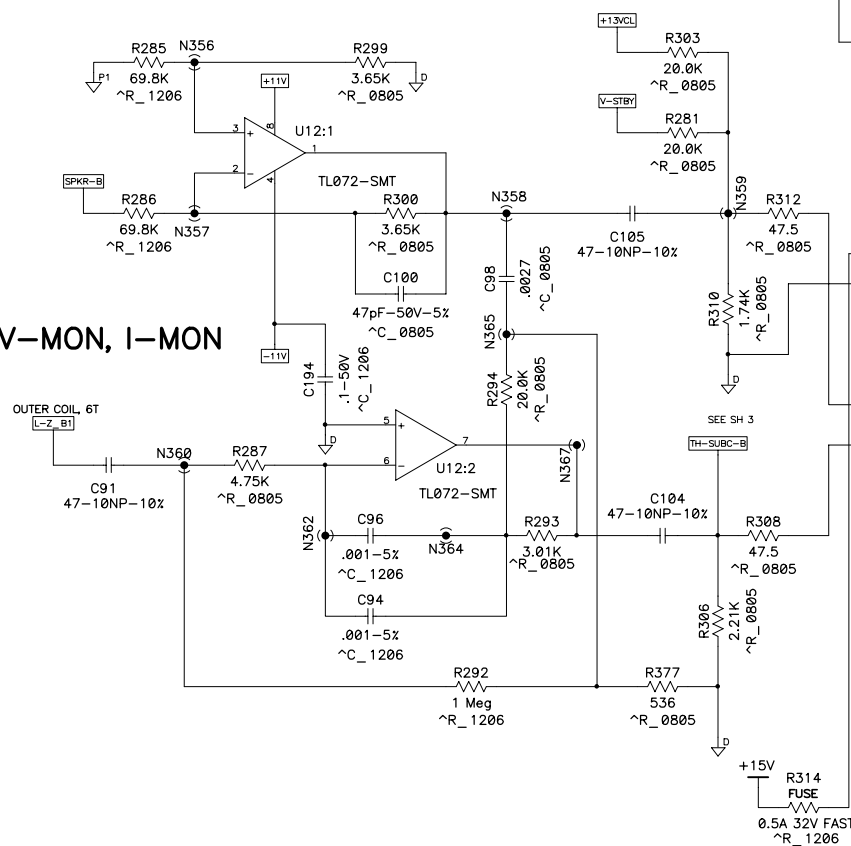 +13VCL
R303
20.0K
^R_0805
V-STBY
R281
20.0K
^R_0805
R285
69.8K
^R_1206
N356
P1
R299
3.65K
^R_0805
D
+11V
8
3
+
2
-
1
4
U12:1
TL072-SMT
SPKR-B
R286
69.8K
^R_1206
N357
R300
3.65K
^R_0805
C100
47pF-50V-5%
^C_0805
N358
C98
.0027
^C_0805
C105
47-10NP-10%
N359
R312
47.5
^R_0805
R310
1.74K
^R_0805
D
V-MON, I-MON
-11V
C194
.1-50V
^C_1206
D
N365
R294
20.0K
^R_0805
OUTER COIL, 6T
L-Z_B1
C91
47-10NP-10%
N360
R287
4.75K
^R_0805
5
+
6
-
7
U12:2
TL072-SMT
N367
SEE SH 3
TH-SUBC-B
N362
C96
.001-5%
^C_1206
N364
R293
3.01K
^R_0805
C104
47-10NP-10%
R308
47.5
^R_0805
C94
.001-5%
^C_1206
R306
2.21K
^R_0805
R292
1 Meg
^R_1206
R377
536
^R_0805
D
+15V
R314
FUSE
0.5A 32V FAST
^R_1206